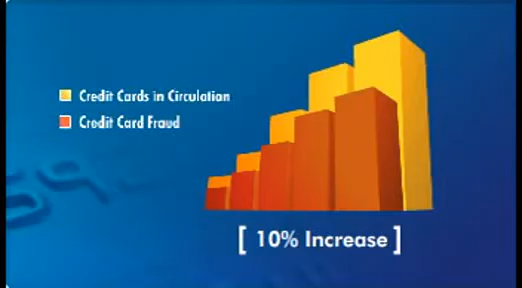 Credit Cards in Circulation
Credit Card Fraud
[ 10% Increase ]